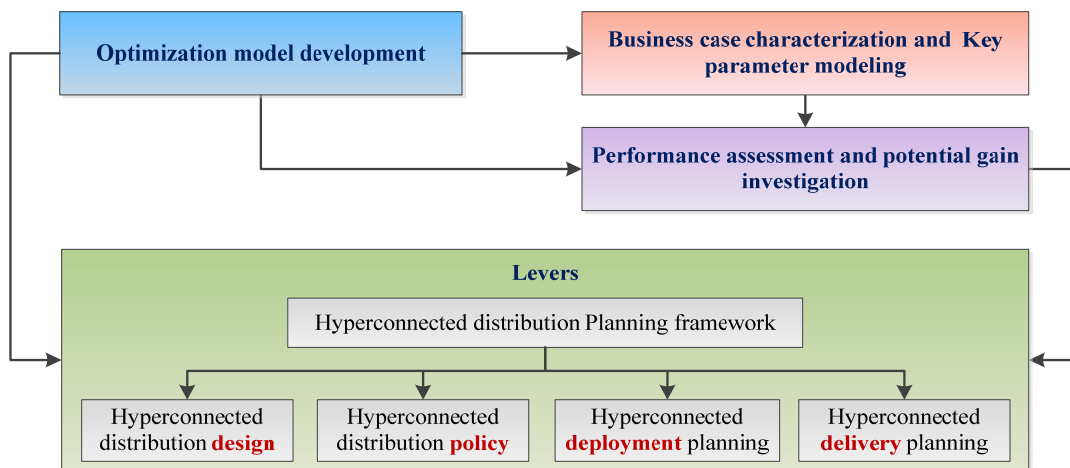 Optimization model development
Business case characterization and Key
parameter modeling
Performance assessment and potential gain
investigation
Levers
Hyperconnected distribution Planning framework
Hyperconnected
distribution design
Hyperconnected
distribution policy
Hyperconnected
deployment planning
Hyperconnected
delivery planning